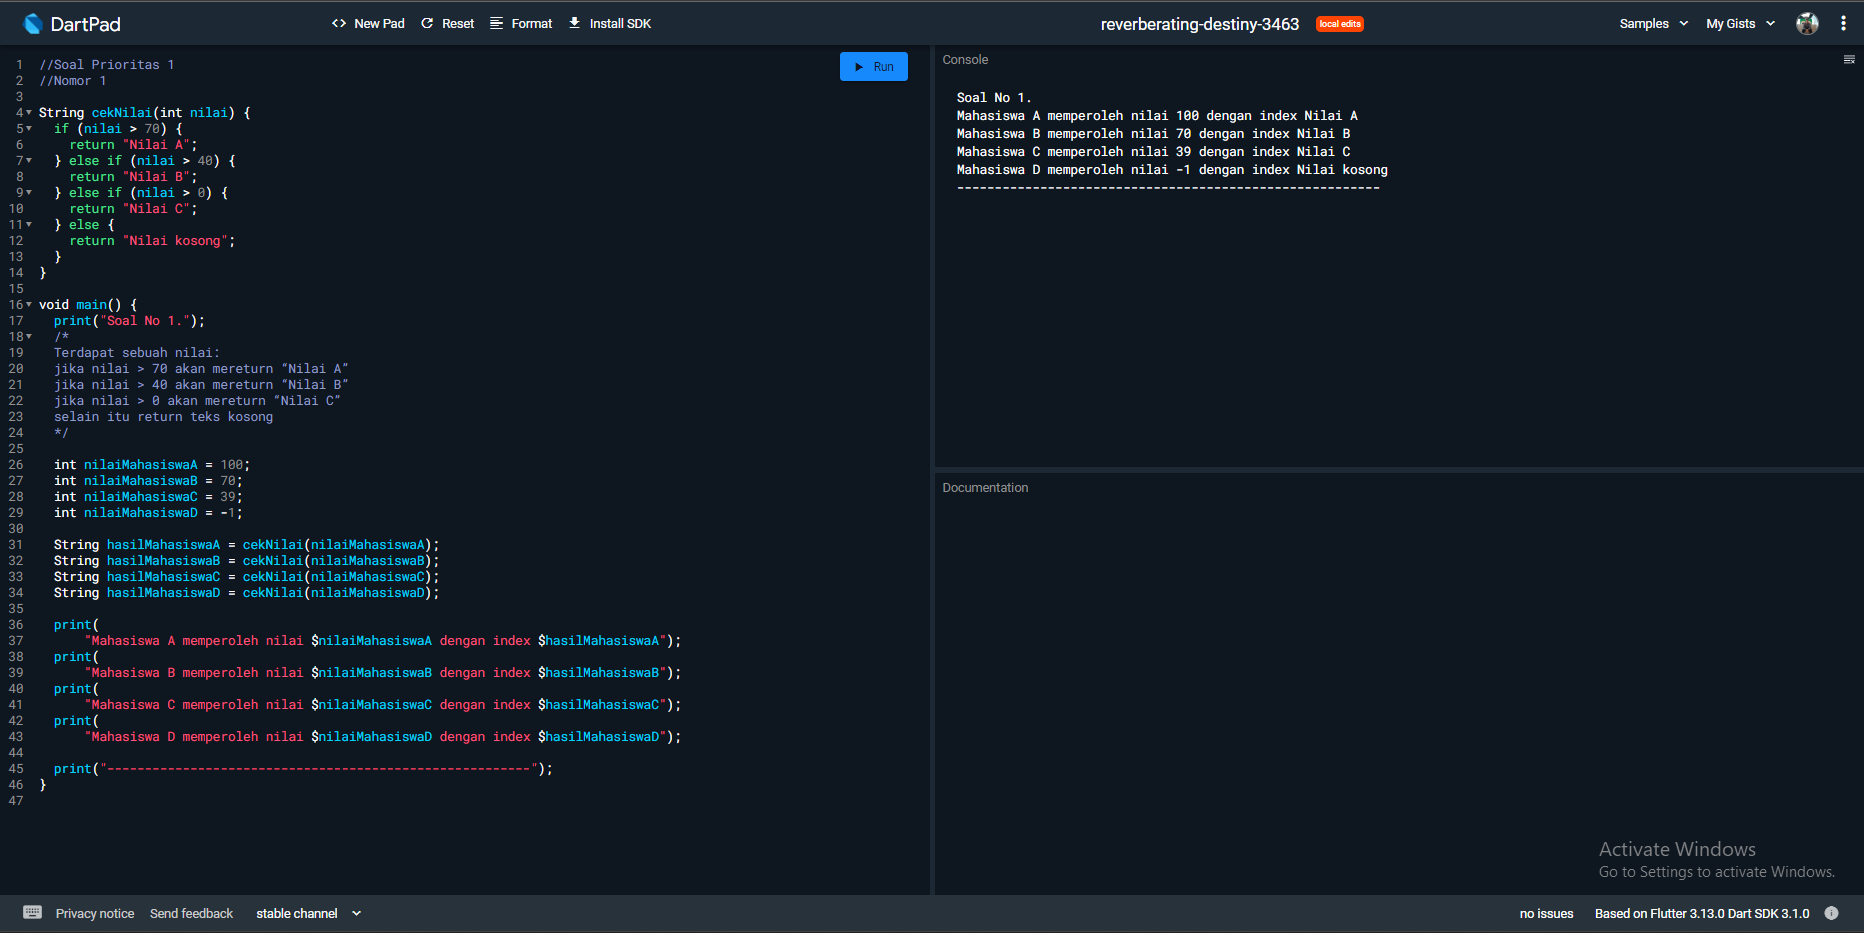 DartPad
<> New Pad
Reset
Format
Install SDK
reverberating-destiny-3463
local edits
Samples
My Gists
1 //Soal Prioritas 1
2 //Nomor 1
3
4 String cekNilai(int nilai) {
5   if (nilai > 70) {
6     return "Nilai A";
7   } else if (nilai > 40) {
8     return "Nilai B";
9   } else if (nilai > 0) {
10     return "Nilai C";
11   } else {
12     return "Nilai kosong";
13   }
14 }
15
16 void main() {
17   print("Soal No 1.");
18   /*
19   Terdapat sebuah nilai:
20   jika nilai > 70 akan mereturn “Nilai A”
21   jika nilai > 40 akan mereturn “Nilai B”
22   jika nilai > 0 akan mereturn “Nilai C”
23   selain itu return teks kosong
24   */
25
26   int nilaiMahasiswaA = 100;
27   int nilaiMahasiswaB = 70;
28   int nilaiMahasiswaC = 39;
29   int nilaiMahasiswaD = -1;
30
31   String hasilMahasiswaA = cekNilai(nilaiMahasiswaA);
32   String hasilMahasiswaB = cekNilai(nilaiMahasiswaB);
33   String hasilMahasiswaC = cekNilai(nilaiMahasiswaC);
34   String hasilMahasiswaD = cekNilai(nilaiMahasiswaD);
35
36   print(
37       "Mahasiswa A memperoleh nilai $nilaiMahasiswaA dengan index $hasilMahasiswaA");
38   print(
39       "Mahasiswa B memperoleh nilai $nilaiMahasiswaB dengan index $hasilMahasiswaB");
40   print(
41       "Mahasiswa C memperoleh nilai $nilaiMahasiswaC dengan index $hasilMahasiswaC");
42   print(
43       "Mahasiswa D memperoleh nilai $nilaiMahasiswaD dengan index $hasilMahasiswaD");
44
45   print("--------------------------------------------------------");
46 }
47
Run
Console
Soal No 1.
Mahasiswa A memperoleh nilai 100 dengan index Nilai A
Mahasiswa B memperoleh nilai 70 dengan index Nilai B
Mahasiswa C memperoleh nilai 39 dengan index Nilai C
Mahasiswa D memperoleh nilai -1 dengan index Nilai kosong
--------------------------------------------------------
Documentation
Activate Windows
Go to Settings to activate Windows.
Privacy notice
Send feedback
stable channel
no issues
Based on Flutter 3.13.0 Dart SDK 3.1.0